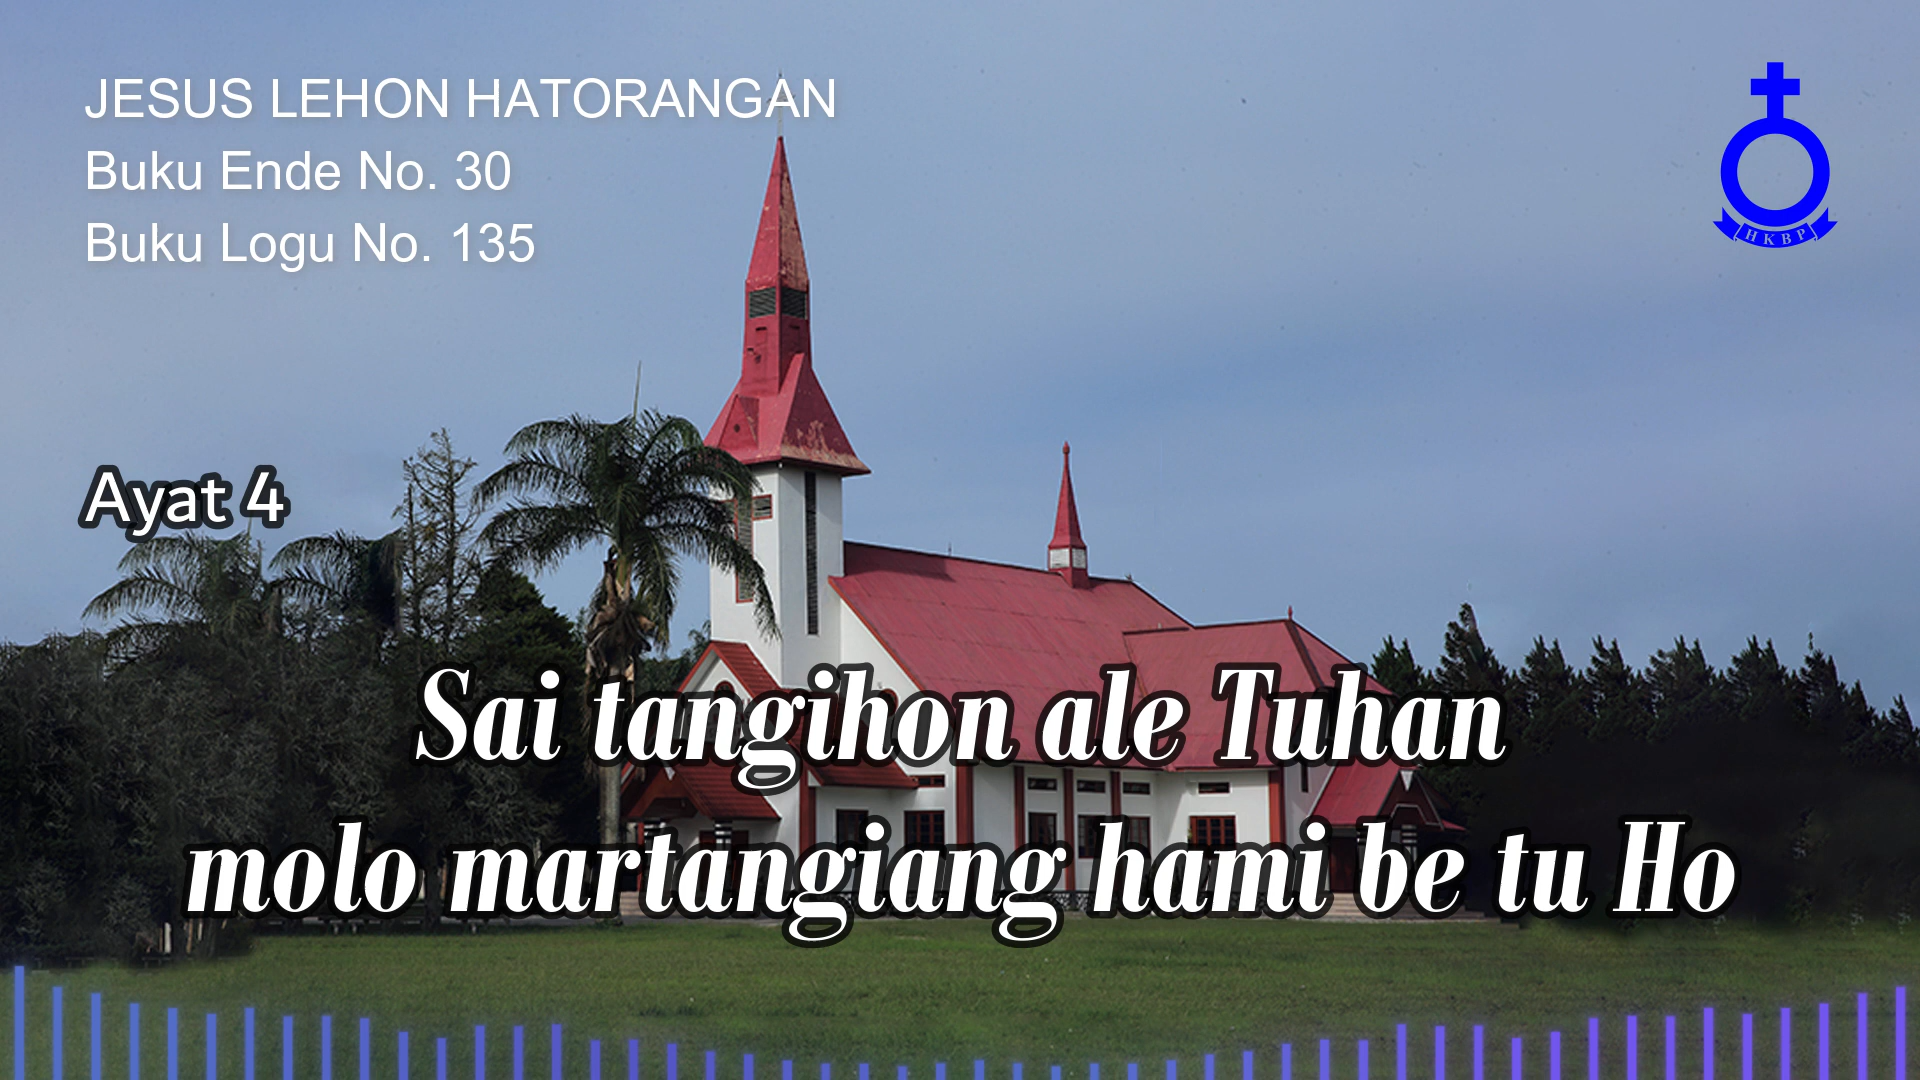 JESUS LEHON HATORANGAN
Buku Ende No. 30
Buku Logu No. 135
HKBP
Ayat 4
Sai tangihon ale Tuhan
molo martangiang hami be tu Ho